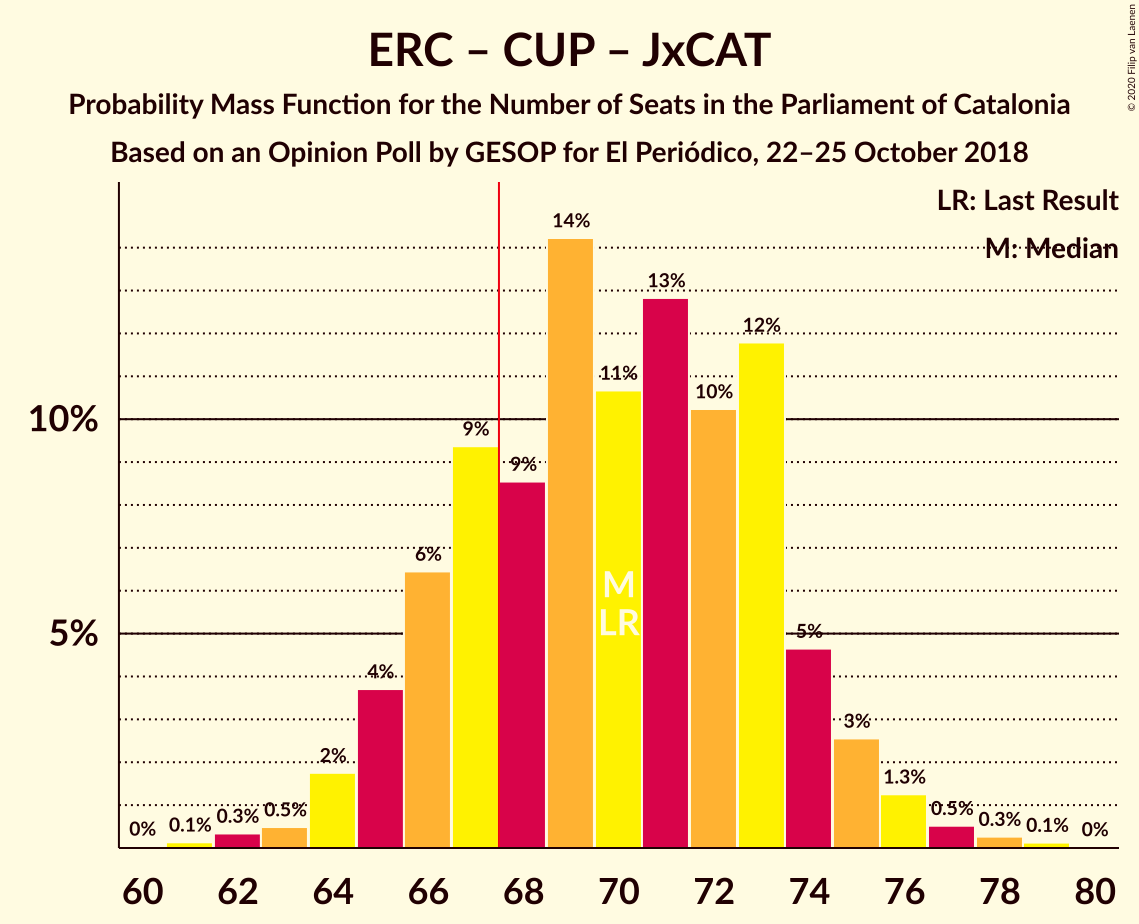 ERC – CUP – JxCAT
Probability Mass Function for the Number of Seats in the Parliament of Catalonia
Based on an Opinion Poll by GESOP for El Periódico, 22–25 October 2018
© 2020 Filip van Laenen
LR: Last Result
M: Median
14%
13%
12%
11%
10%
10%
9%
9%
6%
M
LR
5%
5%
4%
3%
2%
1.3%
0.5%
0.5%
0.3%
0.3%
0.1%
0.1%
0%
0%
60 62 64 66 68 70 72 74 76 78 80